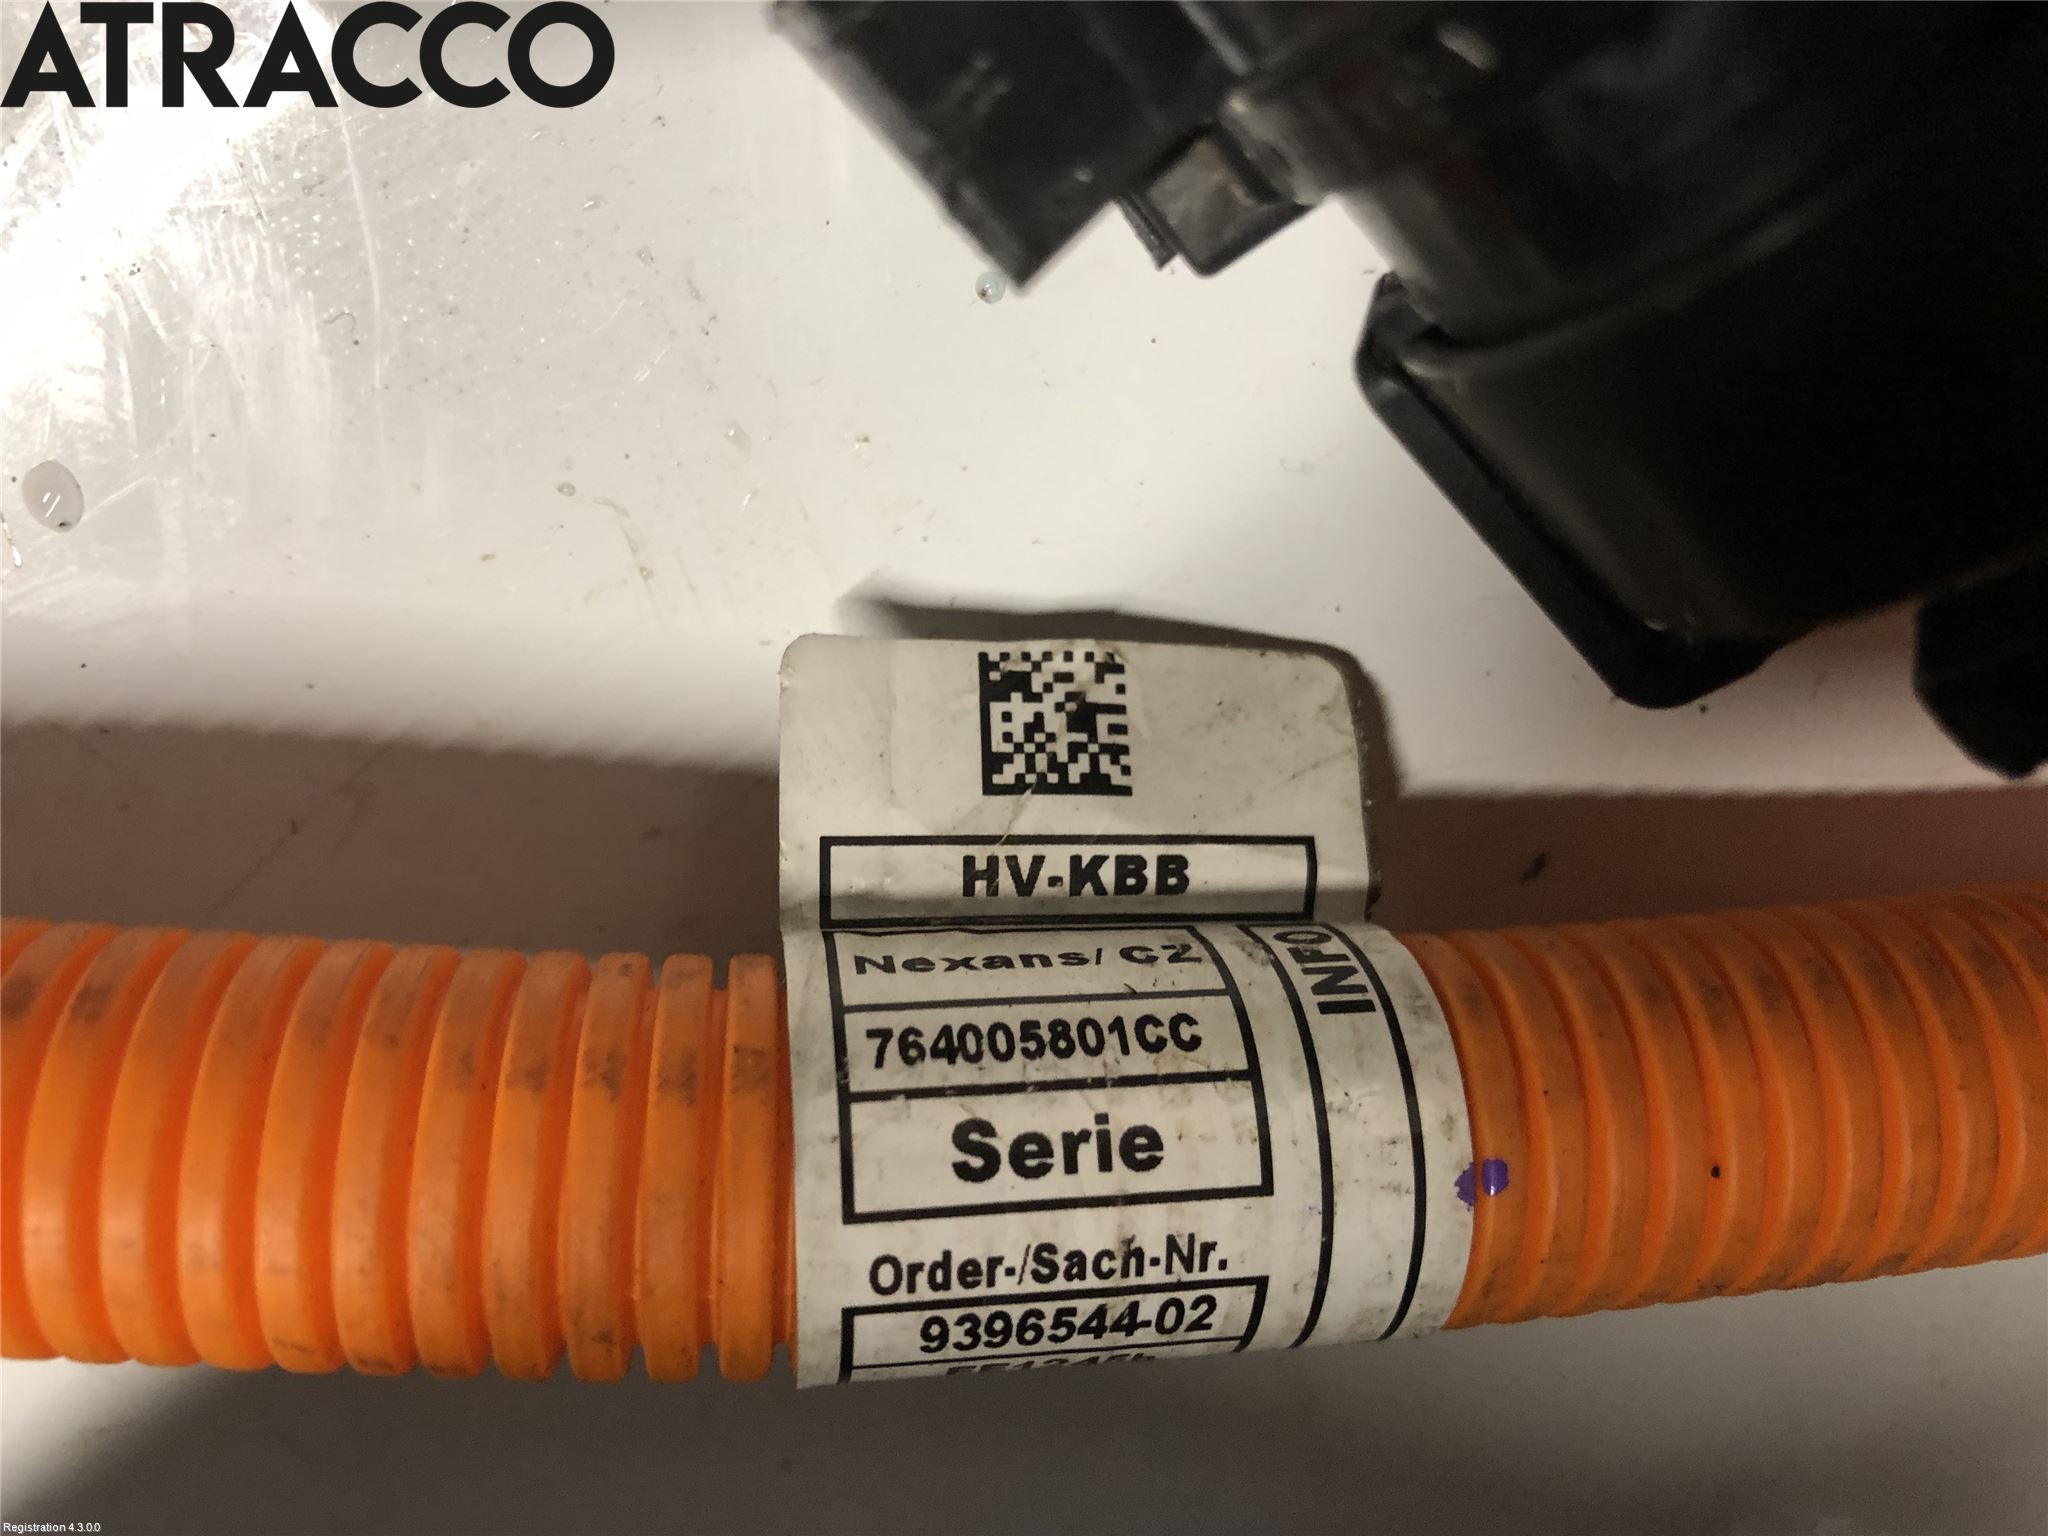 ATRACCO
HV-KBB
Nexans/ CZ
INFO
764005801CC
Serie
Order-/Sach-Nr.
9396544-02
Registration 4.3.0.0